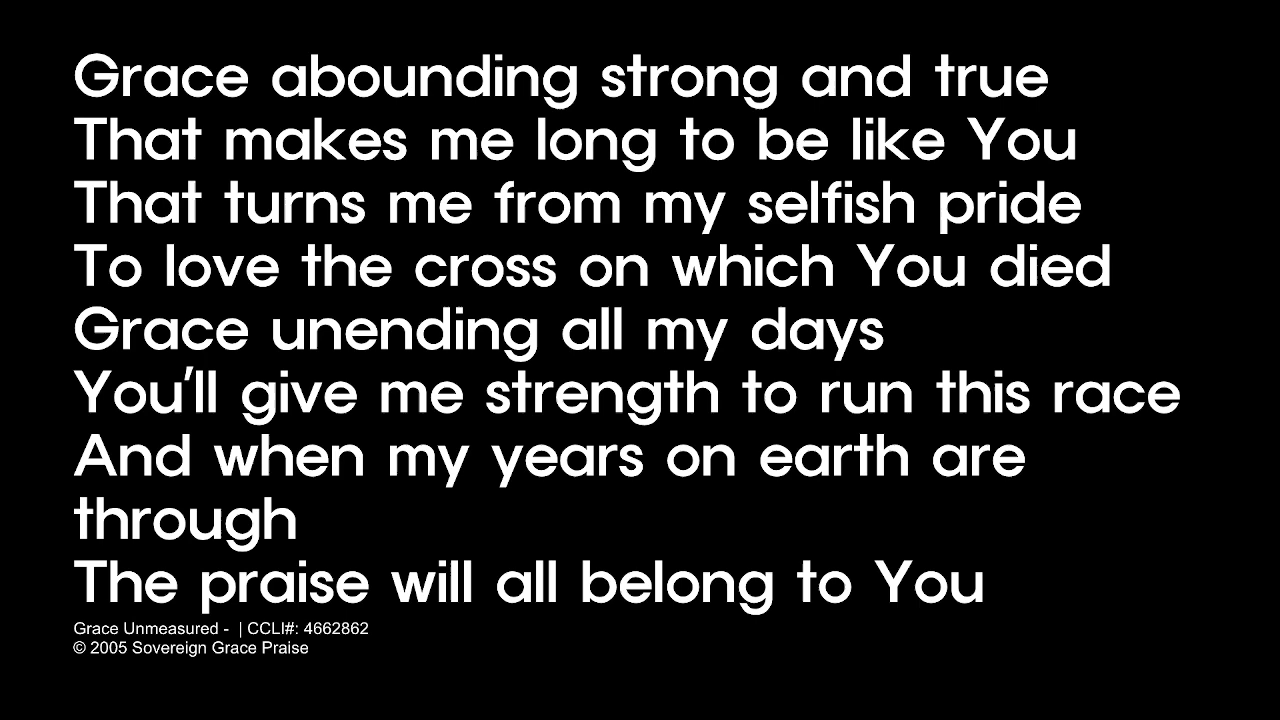 Grace abounding strong and true
That makes me long to be like You
That turns me from my selfish pride
To love the cross on which You died
Grace unending all my days
You'll give me strength to run this race
And when my years on earth are
through
The praise will all belong to You
Grace Unmeasured -  | CCLI#: 4662862
© 2005 Sovereign Grace Praise